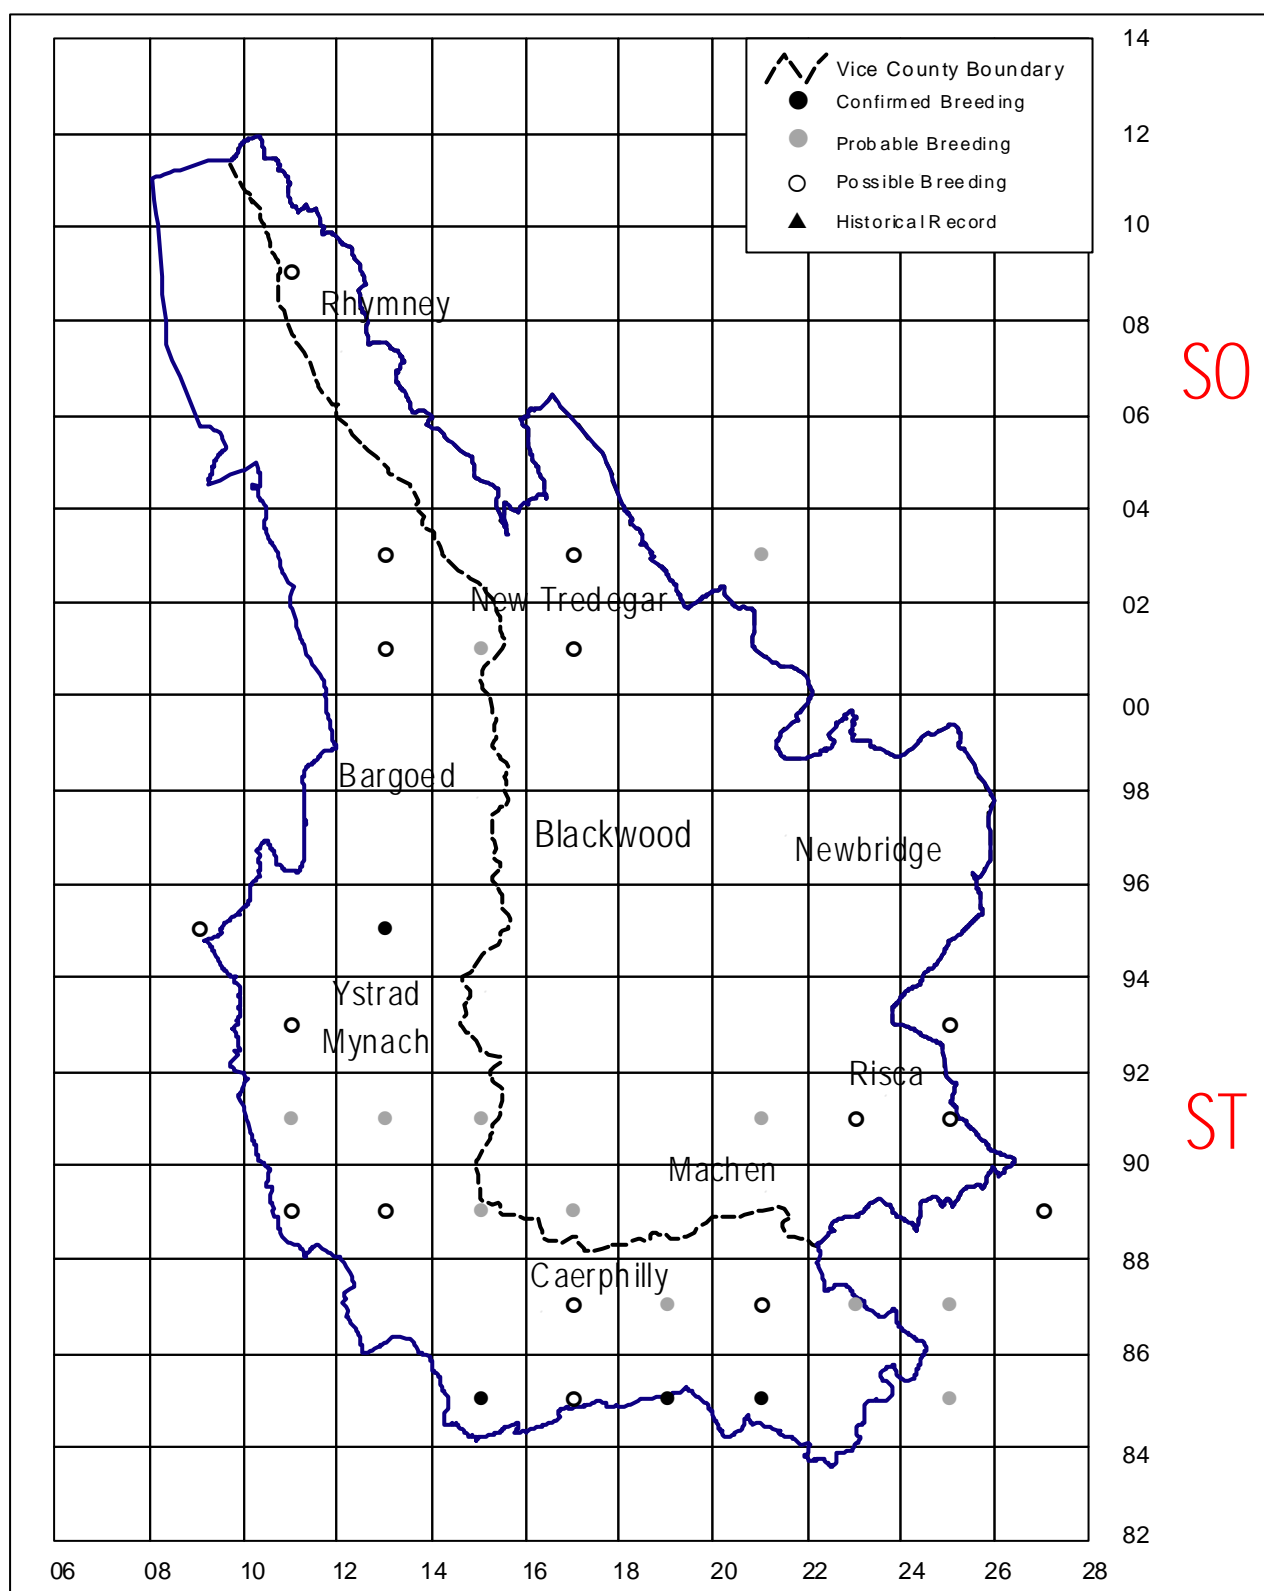 14
Vice County Boundary
Confirmed Breeding
Probable Breeding
Possible Breeding
Historical Record
12
10
Rhymney
08
SO
06
04
New Tredegar
02
00
Bargoed
98
Blackwood
Newbridge
96
94
Ystrad
Mynach
Risca
92
ST
Machen
90
Caerphilly
88
86
84
82
06
08
10
12
14
16
18
20
22
24
26
28